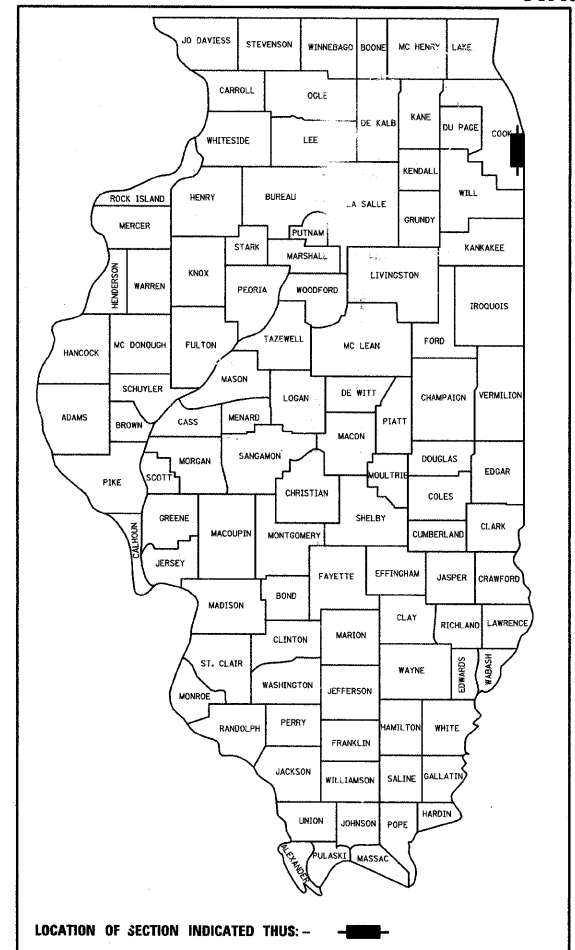 JO DAVIESS STEVENSON WINNEBAGO BOONE MC HENRY LAKE
CARROLL OGLE
DE KALB KANE DU PAGE COOK
WHITESIDE LEE
KENDALL
WILL
ROCK ISLAND HENRY BUREAU LA SALLE
GRUNDY
MERCER
PUTNAM
STARK MARSHALL KANKAKEE
HENDERSON WARREN KNOX
PEORIA WOODFORD LIVINGSTON
IROQUOIS
HANCOCK MC DONOUGH FULTON TAZEWELL MC LEAN FORD
SCHUYLER MASON
LOGAN DE WITT CHAMPAIGN VERMILION
ADAMS BROWN CASS MENARD PIATT
MACON
PIKE SCOTT MORGAN SANGAMON DOUGLAS
MOULTRIE EDGAR
CHRISTIAN COLES
CALHOUN GREENE MACOUPIN SHELBY
MONTGOMERY CUMBERLAND CLARK
JERSEY
FAYETTE EFFINGHAM JASPER CRAWFORD
MADISON BOND
CLAY RICHLAND LAWRENCE
CLINTON MARION
ST. CLAIR WAYNE EDWARDS WABASH
WASHINGTON JEFFERSON
MONROE
RANDOLPH PERRY HAMILTON WHITE
FRANKLIN
JACKSON WILLIAMSON SALINE GALLATIN
UNION JOHNSON POPE HARDIN
ALEXANDER PULASKI MASSAC
LOCATION OF SECTION INDICATED THUS: -